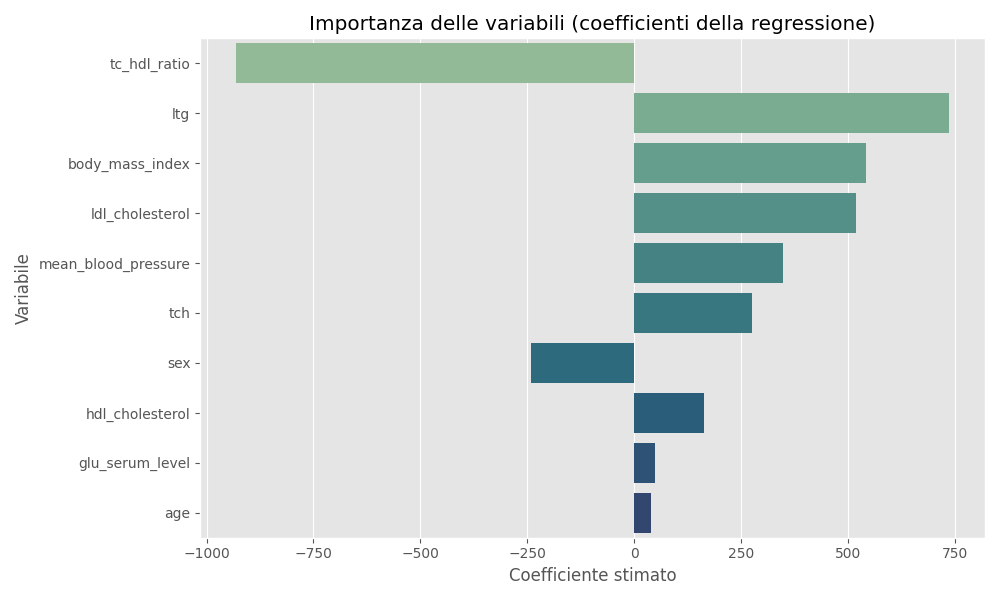 Importanza delle variabili (coefficienti della regressione)
Variabile
tc_hdl_ratio
ltg
body_mass_index
ldl_cholesterol
mean_blood_pressure
tch
sex
hdl_cholesterol
glu_serum_level
age
−1000 −750 −500 −250 0 250 500 750
Coefficiente stimato